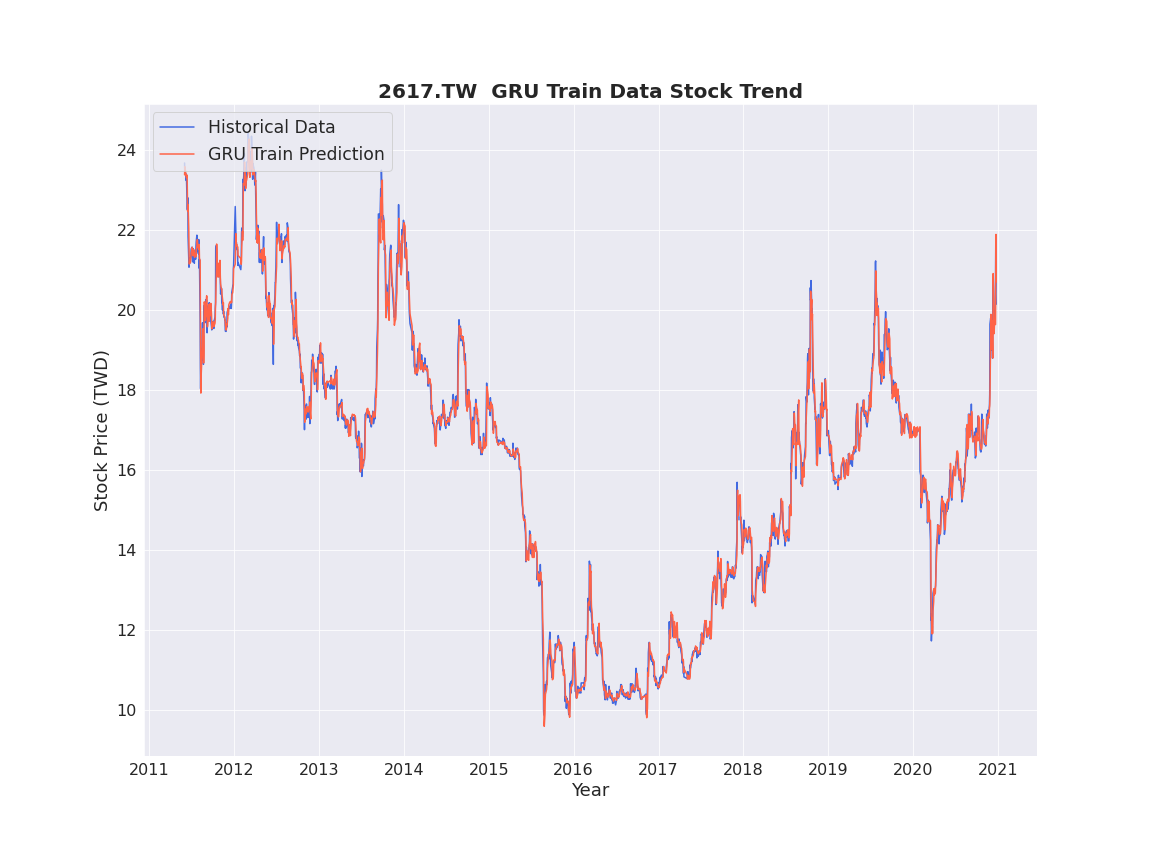 2617.TW  GRU Train Data Stock Trend
Historical Data
GRU Train Prediction
24
22
20
18
16
14
12
10
Stock Price (TWD)
2011 2012 2013 2014 2015 2016 2017 2018 2019 2020 2021
Year